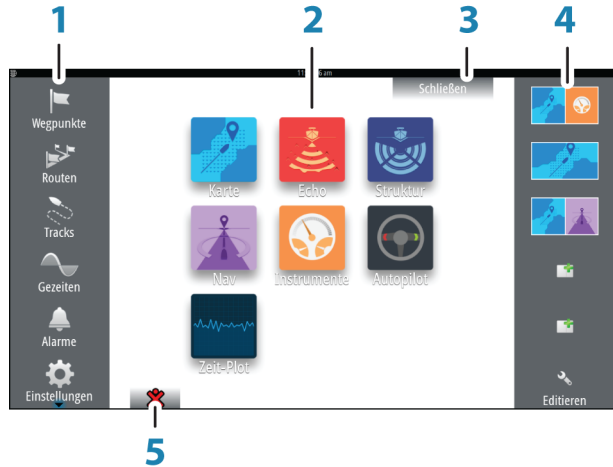 1 2 3 4
Schließen
Wegpunkte
Routen
Tracks
Gezeiten
Alarme
Einstellungen
Karte Echo Struktur
Nav Instrumente Autopilot
Zeit-Plot
Editieren
5